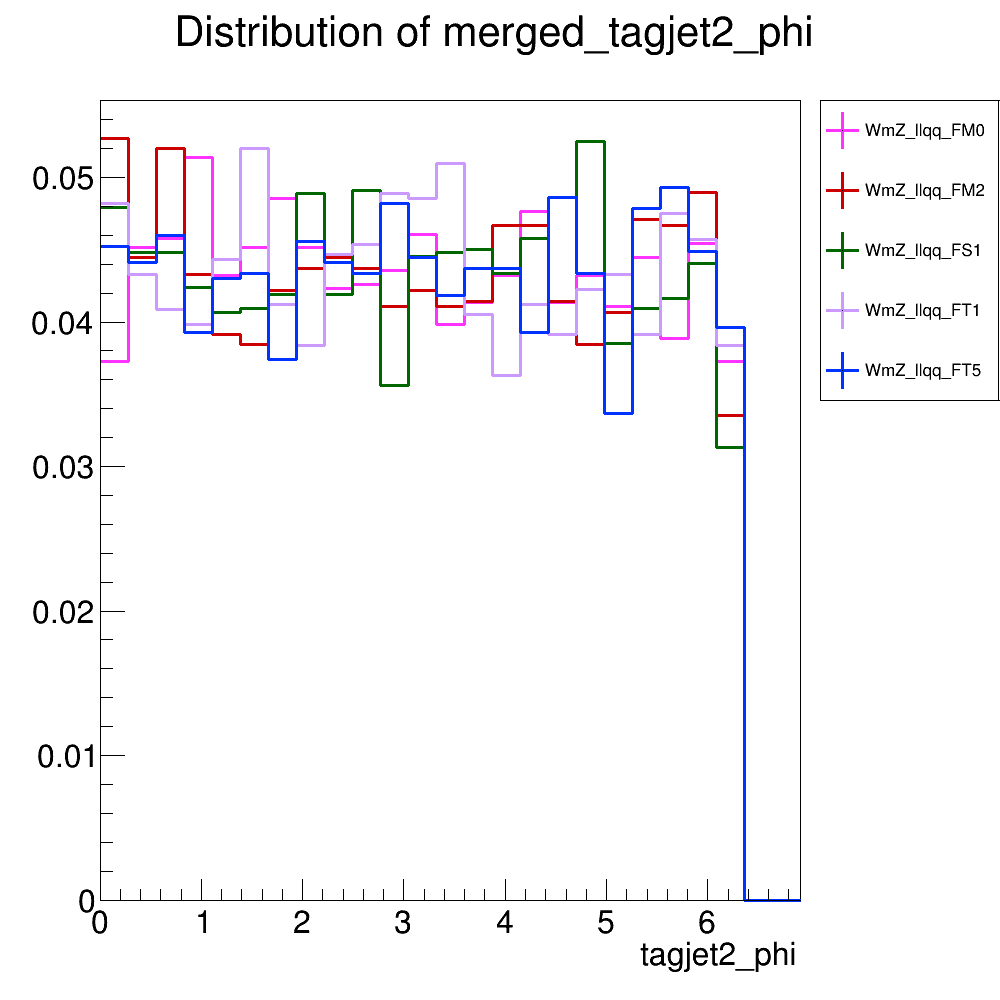 Distribution of merged_tagjet2_phi
WmZ_llqq_FM0
WmZ_llqq_FM2
WmZ_llqq_FS1
WmZ_llqq_FT1
WmZ_llqq_FT5
0.05
0.04
0.03
0.02
0.01
0
0 1 2 3 4 5 6
tagjet2_phi